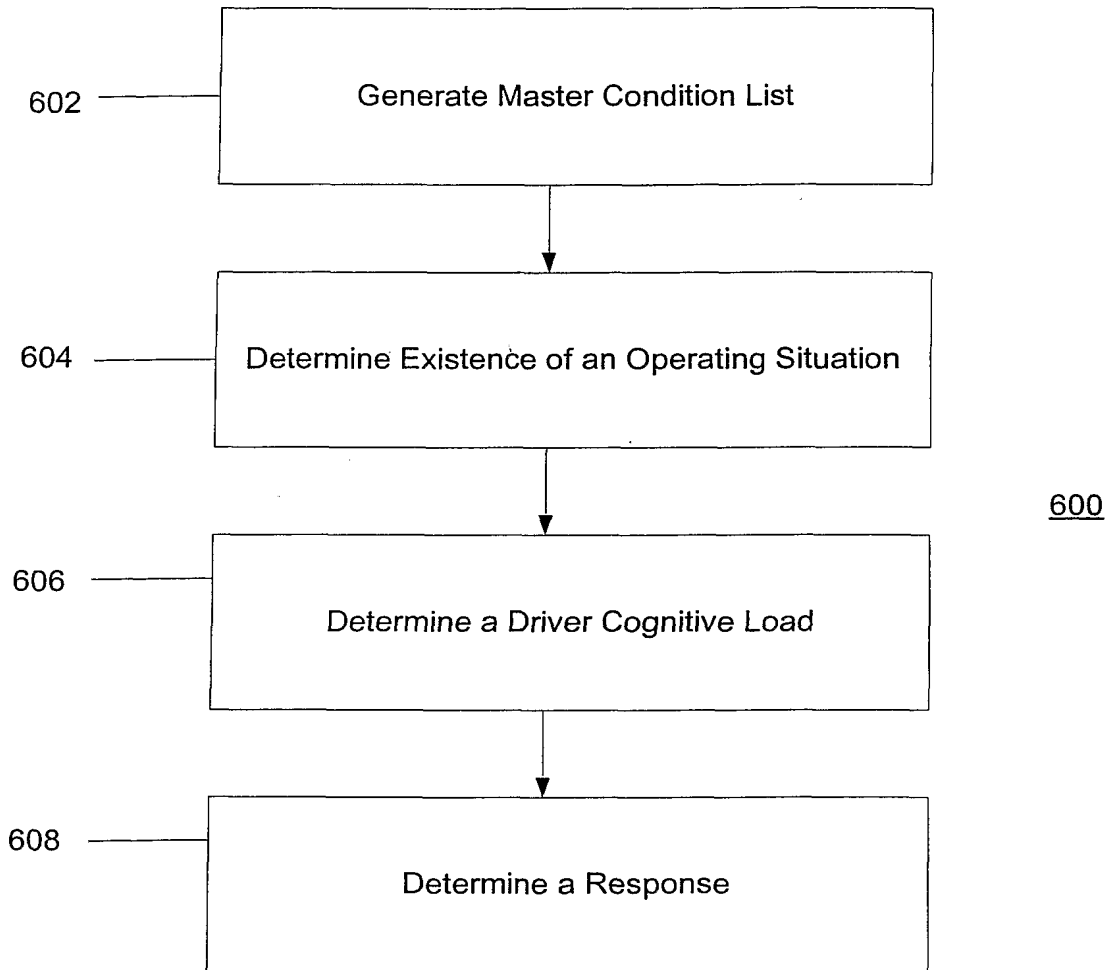 602
Generate Master Condition List
604
Determine Existence of an Operating Situation
600
606
Determine a Driver Cognitive Load
608
Determine a Response